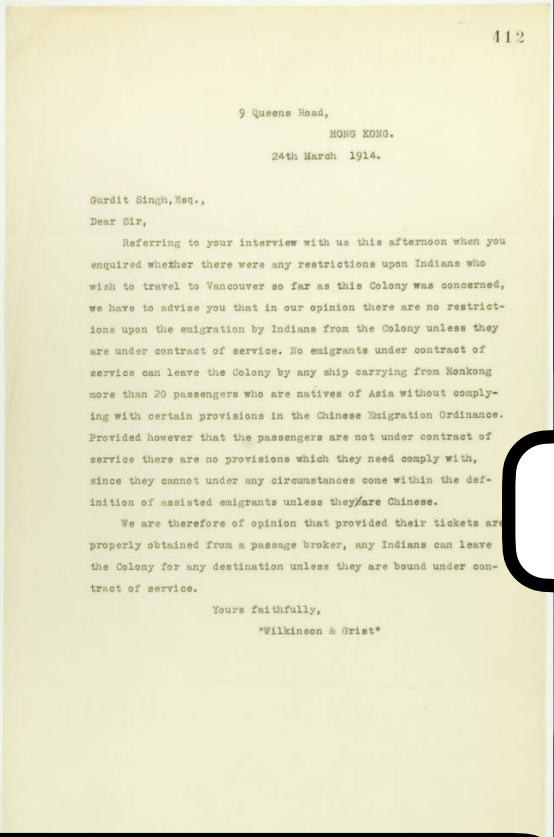 412
9 Queens Road,
HONG KONG.
24th March 1914.
Gurdit Singh,Esq.,
Dear Sir,
Referring to your interview with us this afternoon when you
enquired whether there were any restrictions upon Indians who
wish to travel to Vancouver so far as this Colony was concerned,
we have to advise you that in our opinion there are no restrict-
ions upon the emigration by Indians from the Colony unless they
are under contract of service. No emigrants under contract of
service can leave the Colony by any ship carrying from Honkong
more than 20 passengers who are natives of Asia without comply-
ing with certain provisions in the Chinese Emigration Ordinance.
Provided however that the passengers are not under contract of
service there are no provisions which they need comply with,
since they cannot under any circumstances come within the def-
inition of assisted emigrants unless they/are Chinese.
We are therefore of opinion that provided their tickets are
properly obtained from a passage broker, any Indians can leave
the Colony for any destination unless they are bound under con-
tract of service.
Yours faithfully,
"Wilkinson & Grist"